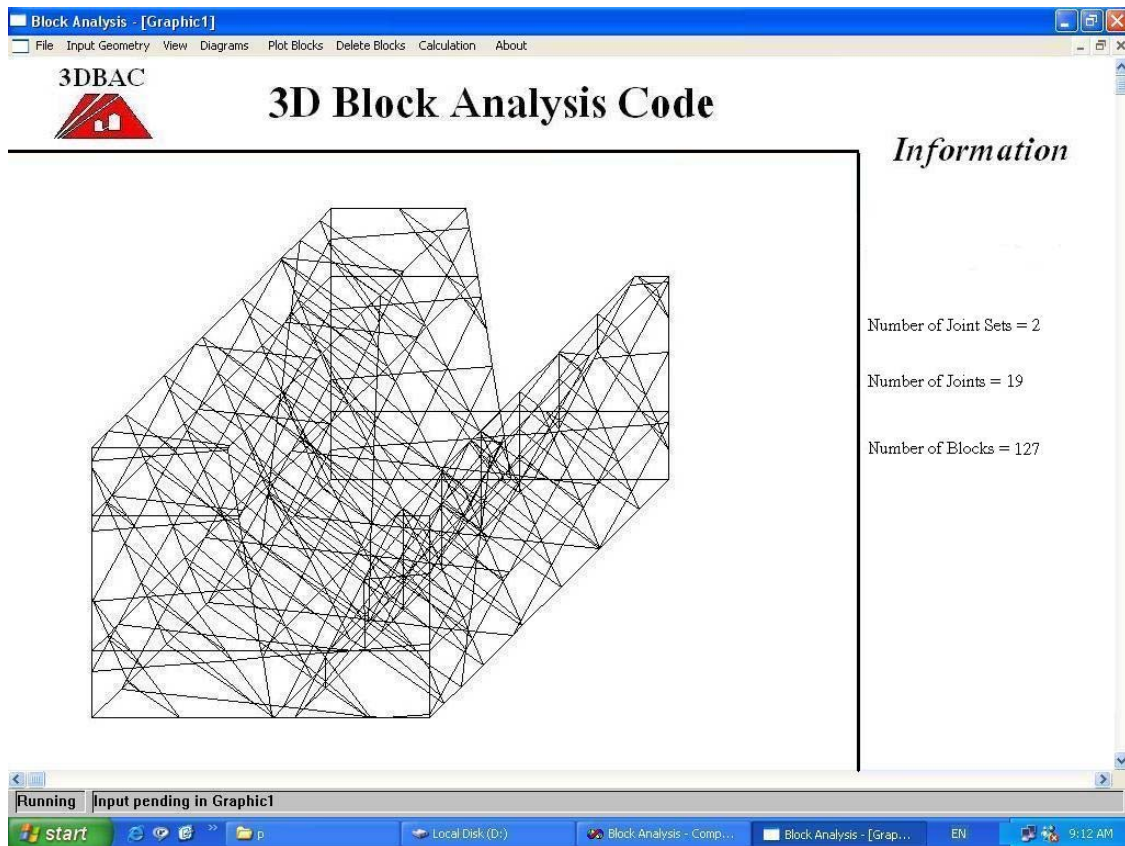 Block Analysis - [Graphic1]
File Input Geometry View Diagrams Plot Blocks Delete Blocks Calculation About
3DBAC
3D Block Analysis Code
Information
Number of Joint Sets = 2
Number of Joints = 19
Number of Blocks = 127
Running Input pending in Graphic1
start » p Local Disk (D:) Block Analysis - Comp... Block Analysis - [Grap... EN 9:12 AM